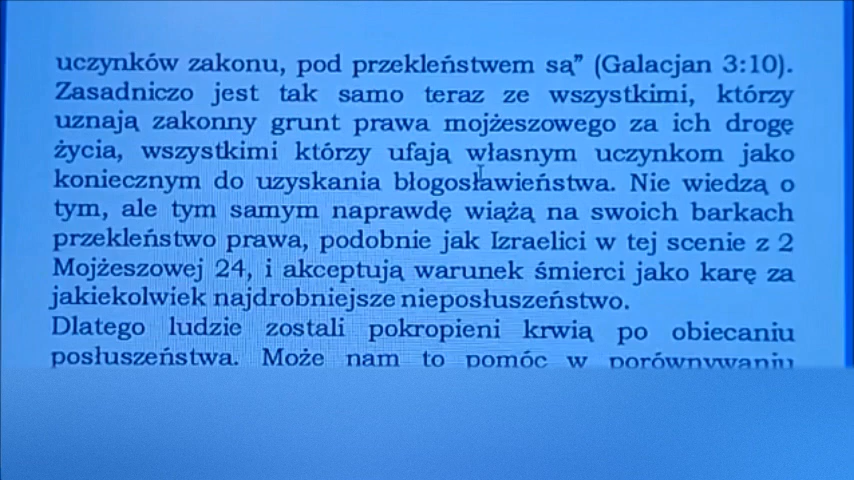 uczynków zakonu, pod przekleństwem są” (Galacjan 3:10).
Zasadniczo jest tak samo teraz ze wszystkimi, którzy
uznają zakonny grunt prawa mojżeszowego za ich drogę
życia, wszystkimi którzy ufają własnym uczynkom jako
koniecznym do uzyskania błogosławieństwa. Nie wiedzą o
tym, ale tym samym naprawdę wiążą na swoich barkach
przekleństwo prawa, podobnie jak Izraelici w tej scenie z 2
Mojżeszowej 24, i akceptują warunek śmierci jako karę za
jakiekolwiek najdrobniejsze nieposłuszeństwo.
Dlatego ludzie zostali pokropieni krwią po obiecaniu
posłuszeństwa. Może nam to pomóc w porównywaniu